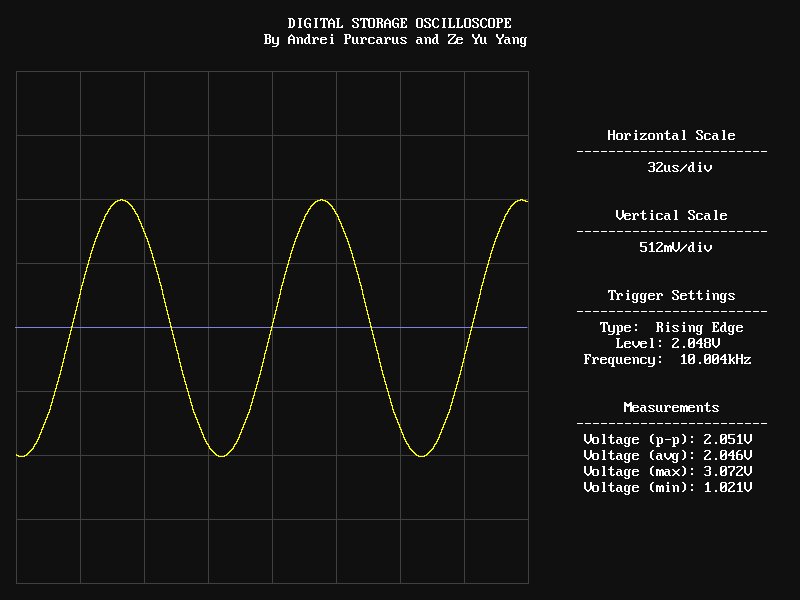 DIGITAL STORAGE OSCILLOSCOPE
By Andrei Purcarus and Ze Yu Yang
Horizontal Scale
------------------------
32us/div
Vertical Scale
------------------------
512mV/div
Trigger Settings
------------------------
Type:  Rising Edge
Level: 2.048V
Frequency:  10.004kHz
Measurements
------------------------
Voltage (p-p): 2.051V
Voltage (avg): 2.046V
Voltage (max): 3.072V
Voltage (min): 1.021V